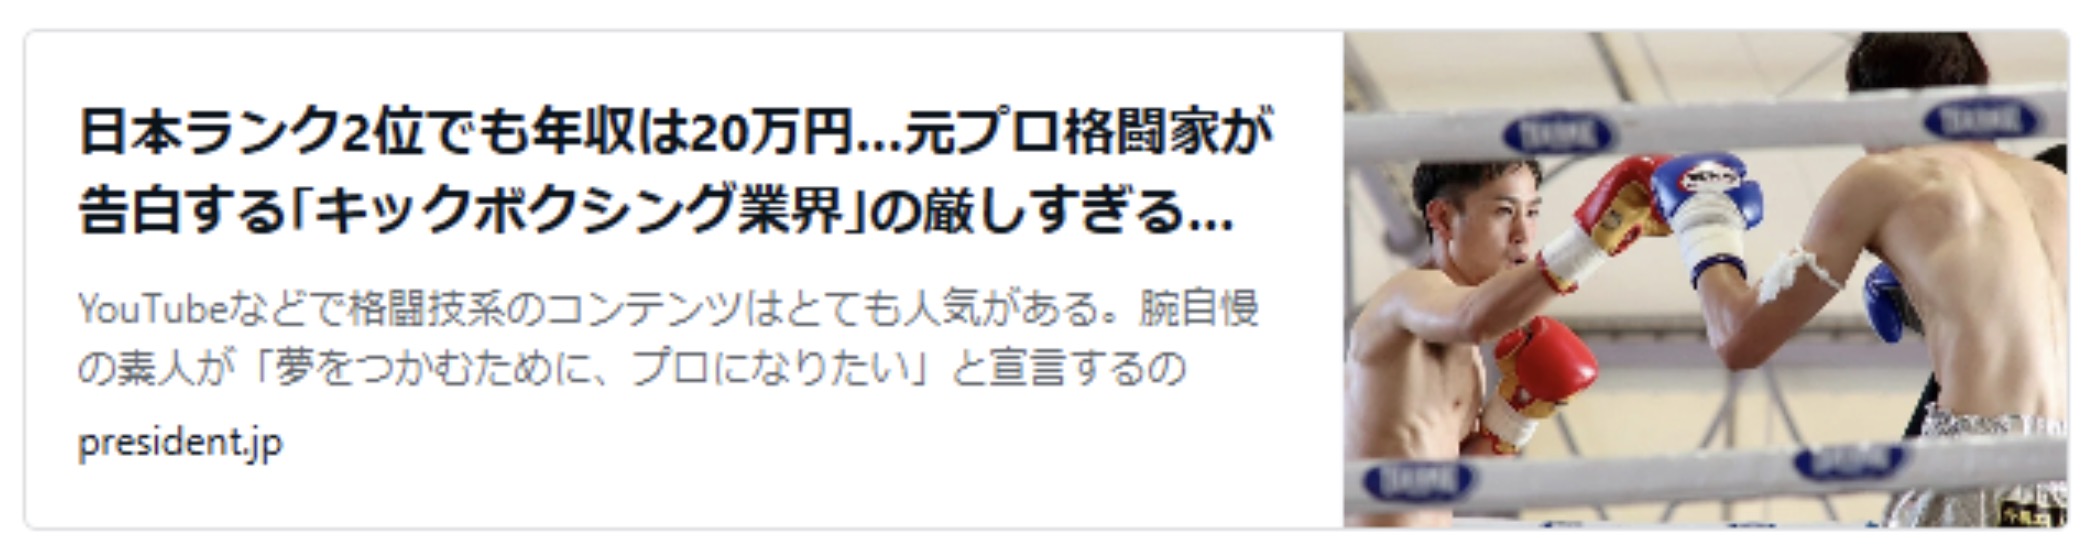 日本ランク2位でも年収は20万円...元プロ格闘家が
告白する｢キックボクシング業界｣の厳しすぎる...
YouTubeなどで格闘技系のコンテンツはとても人気がある。腕自慢
の素人が「夢をつかむために、プロになりたい」と宣言するの
president.jp